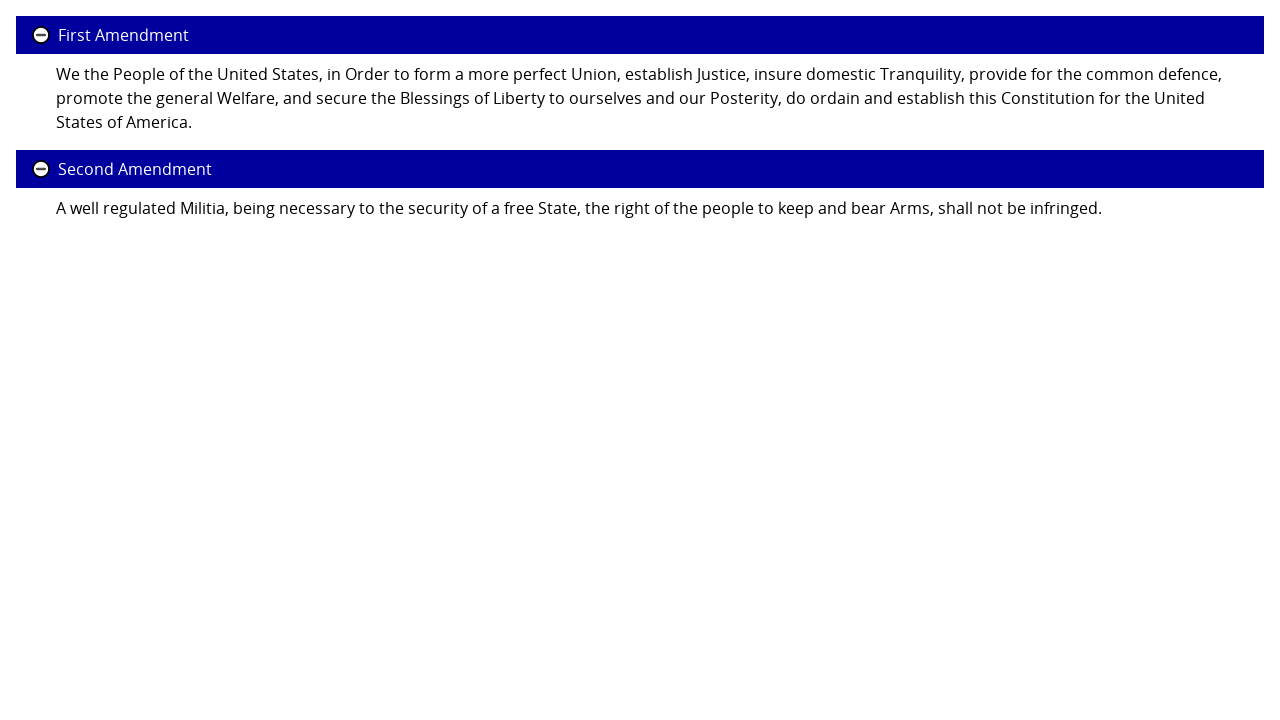 First Amendment
We the People of the United States, in Order to form a more perfect Union, establish Justice, insure domestic Tranquility, provide for the common defence,
promote the general Welfare, and secure the Blessings of Liberty to ourselves and our Posterity, do ordain and establish this Constitution for the United
States of America.
Second Amendment
A well regulated Militia, being necessary to the security of a free State, the right of the people to keep and bear Arms, shall not be infringed.